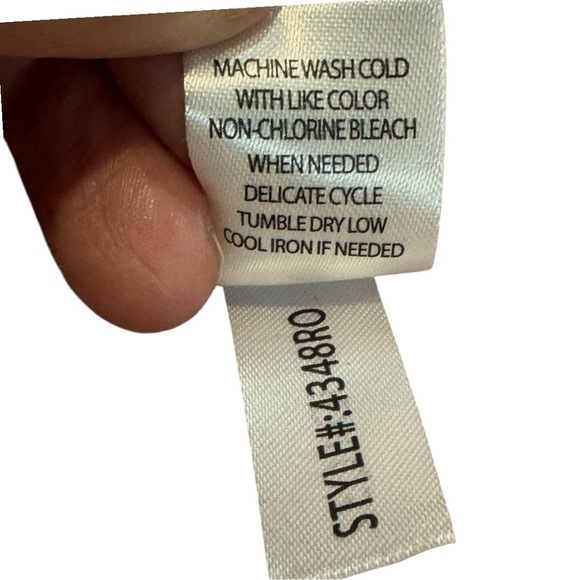 MACHINE WASH COLD
WITH LIKE COLOR
NON-CHLORINE BLEACH
WHEN NEEDED
DELICATE CYCLE
TUMBLE DRY LOW
COOL IRON IF NEEDED
STYLE#:4348RO